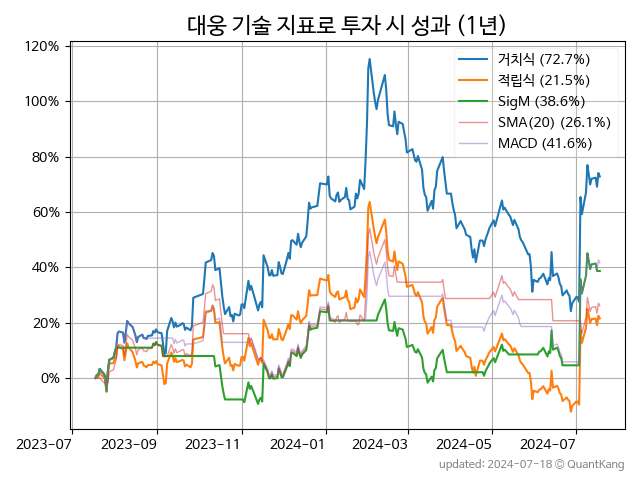 대웅 기술 지표로 투자 시 성과 (1년)
120%
100%
80%
60%
40%
20%
0%
거치식 (72.7%)
적립식 (21.5%)
SigM (38.6%)
SMA(20) (26.1%)
MACD (41.6%)
2023-07
2023-09
2023-11
2024-01
2024-03
2024-05
2024-07
updated: 2024-07-18 © QuantKang